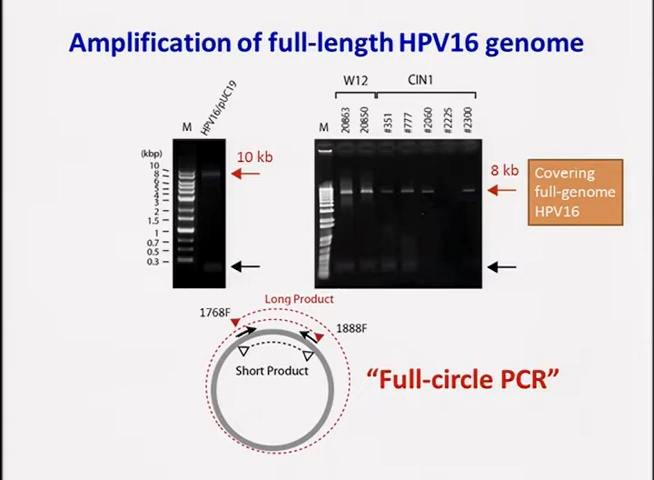 Amplification of full-length HPV16 genome
W12 CIN1
M HPV16/pUC19
M 20863 20850 #351 #777 #2060 #2225 #2300
(kbp)
10
8
6
5
4
3
2
1.5
1
0.7
0.5
0.3
10 kb
8 kb
Covering
full-genome
HPV16
Long Product
1768F
1888F
Short Product
“Full-circle PCR”